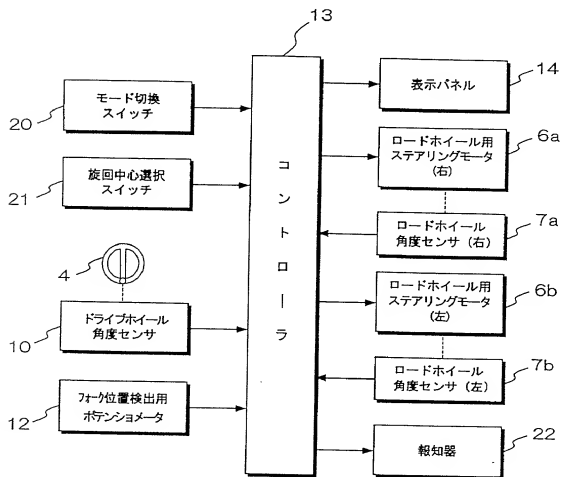 13
モード切換
スイッチ
20
旋回中心選択
スイッチ
21
4
ドライブホイール
角度センサ
10
フォーク位置検出用
ポテンショメータ
12
コントローラ
表示パネル
14
ロードホイール用
ステアリングモータ
(右)
6a
ロードホイール
角度センサ(右)
7a
ロードホイール用
ステアリングモータ
(左)
6b
ロードホイール
角度センサ(左)
7b
報知器
22